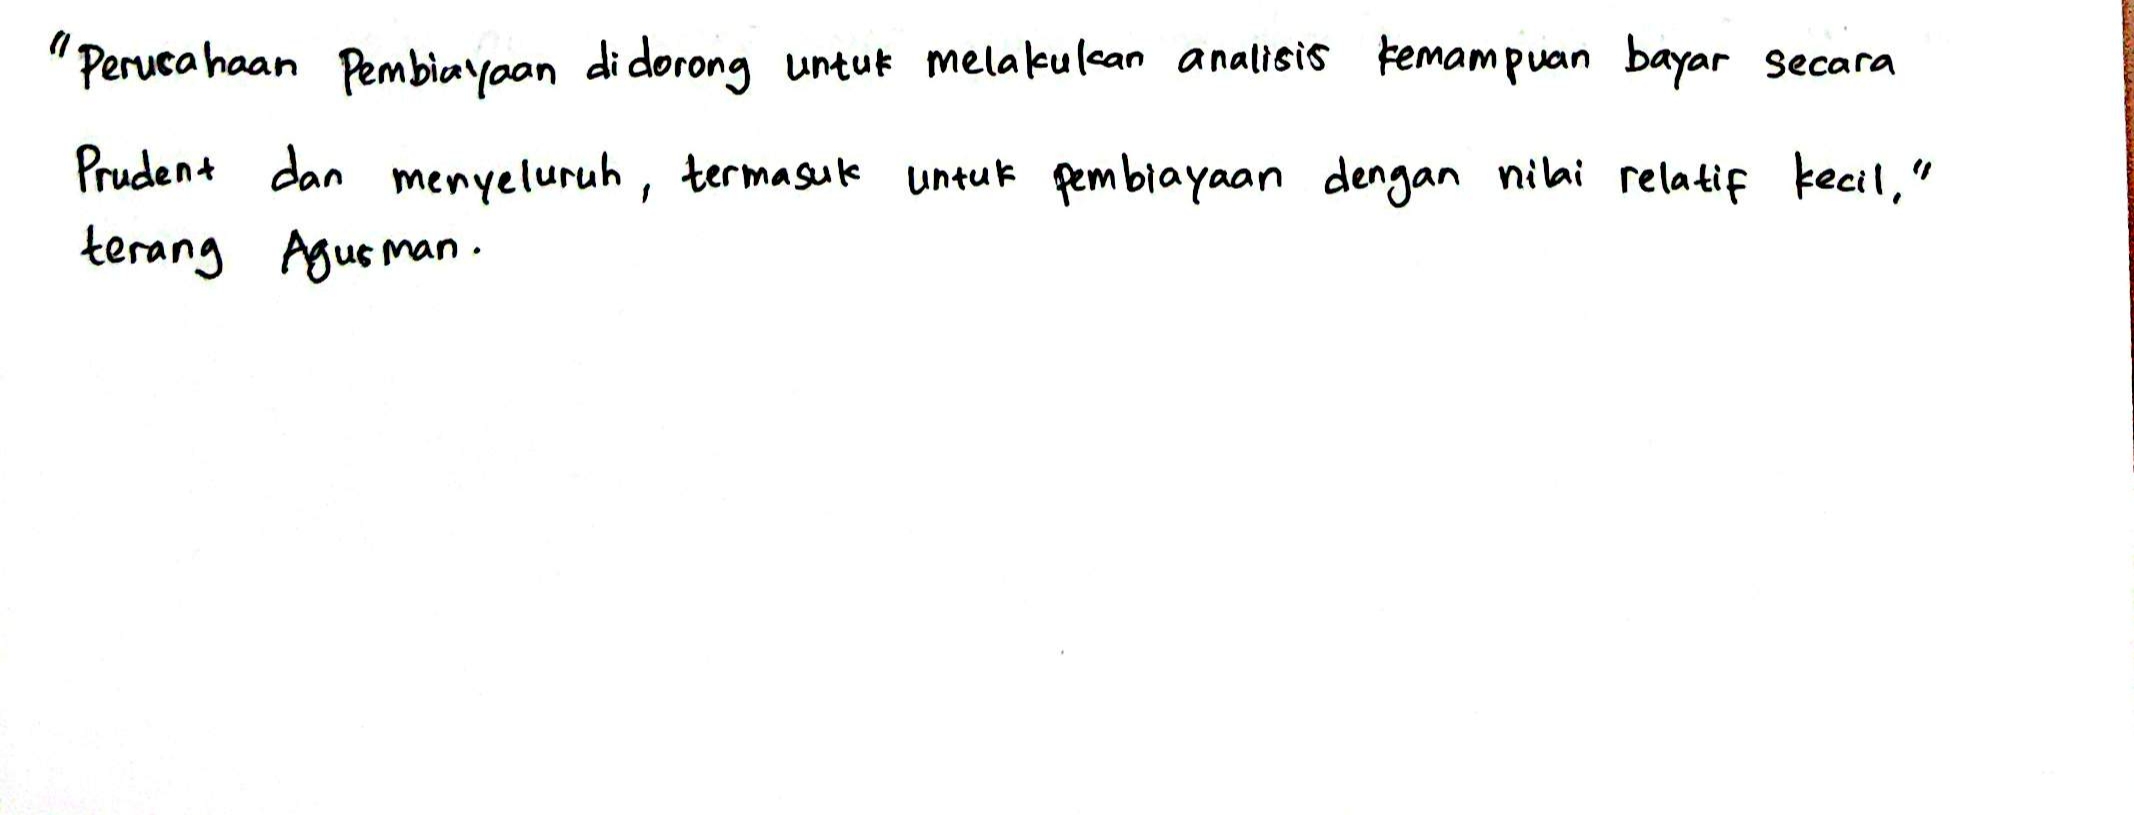 "Perusahaan Pembiayaan didorong untuk melakukan analisis kemampuan bayar secara
Prudent dan menyeluruh, termasuk untuk pembiayaan dengan nilai relatif kecil,"
terang Agusman.